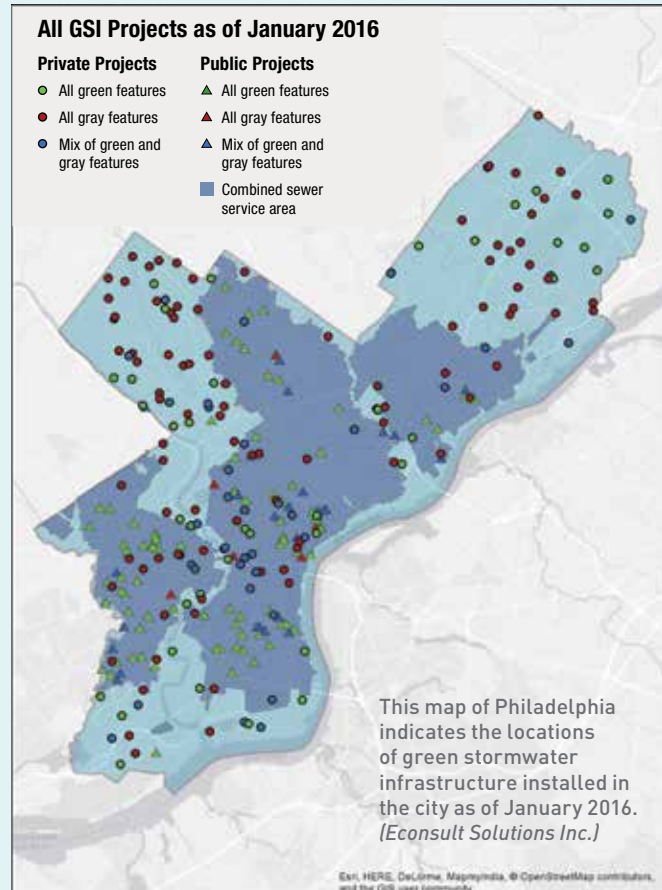 All GSI Projects as of January 2016
Private Projects
All green features
All gray features
Mix of green and
gray features
Public Projects
All green features
All gray features
Mix of green and
gray features
Combined sewer
service area
This map of Philadelphia
indicates the locations
of green stormwater
infrastructure installed in
the city as of January 2016.
(Econsult Solutions Inc.)
Esri, HERE, DeLorme, MapmyIndia, © OpenStreetMap contributors,
and the GIS user community